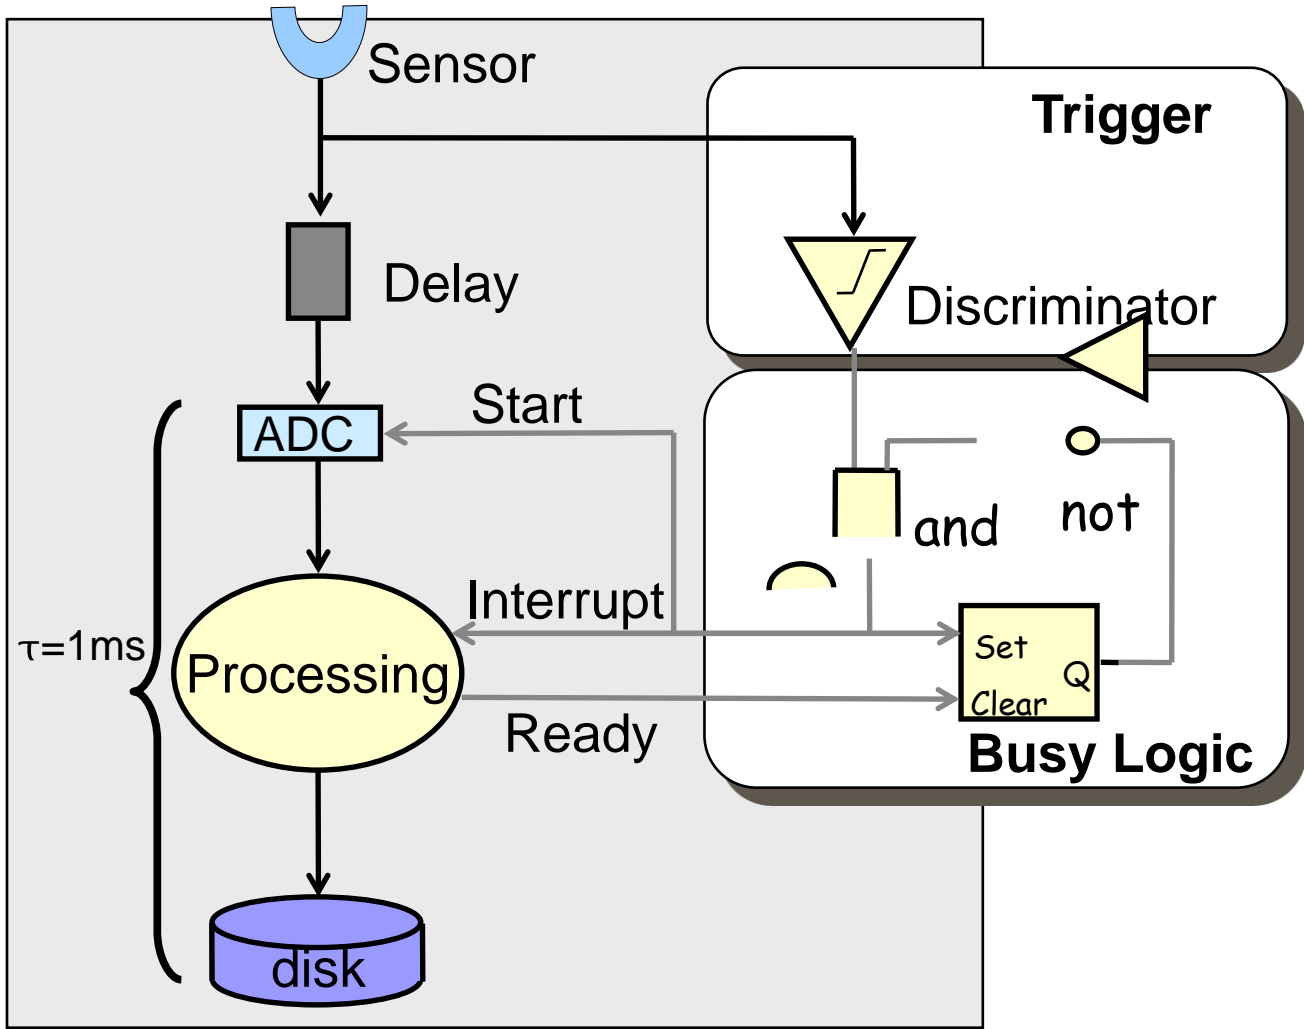 Sensor
Trigger
Delay
Discriminator
Start
ADC
and
not
Interrupt
τ=1ms
Processing
Set
Q
Clear
Ready
Busy Logic
disk